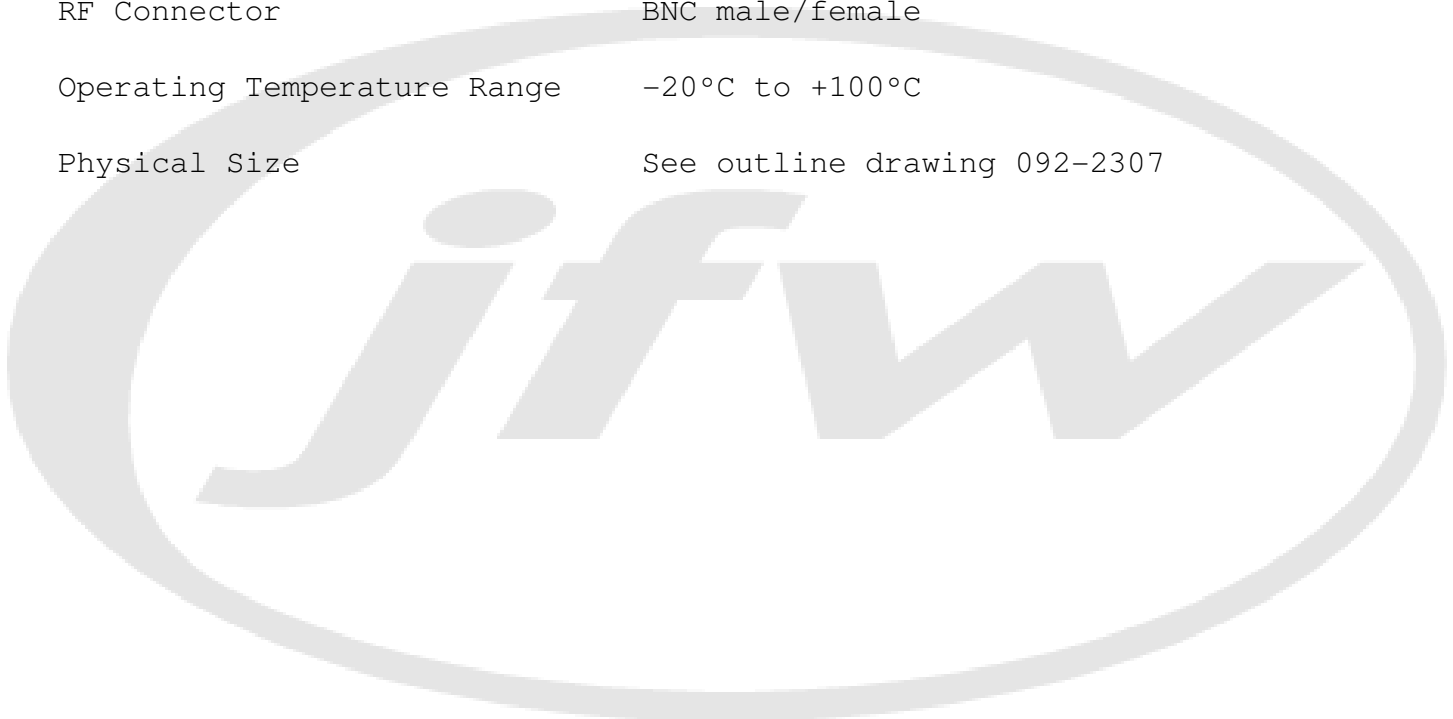 RF Connector BNC male/female
Operating Temperature Range -20°C to +100°C
Physical Size See outline drawing 092-2307
jfw